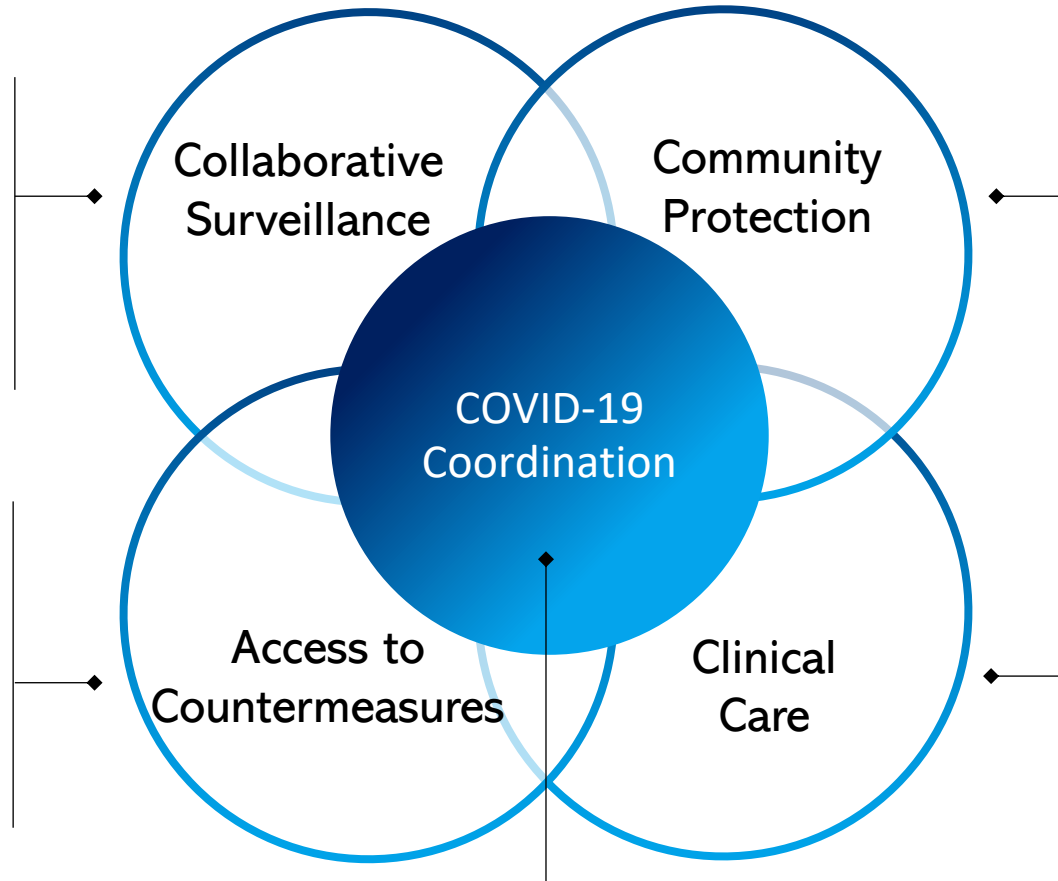 Collaborative
Surveillance
Community
Protection
COVID-19
Coordination
Access to
Countermeasures
Clinical
Care